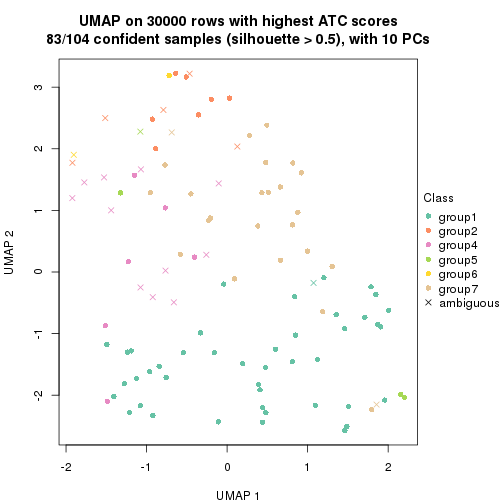 UMAP on 30000 rows with highest ATC scores
83/104 confident samples (silhouette > 0.5), with 10 PCs
3
2
1
0
-1
-2
UMAP 2
-2
-1
0
1
2
UMAP 1
Class
group1
group2
group4
group5
group6
group7
ambiguous